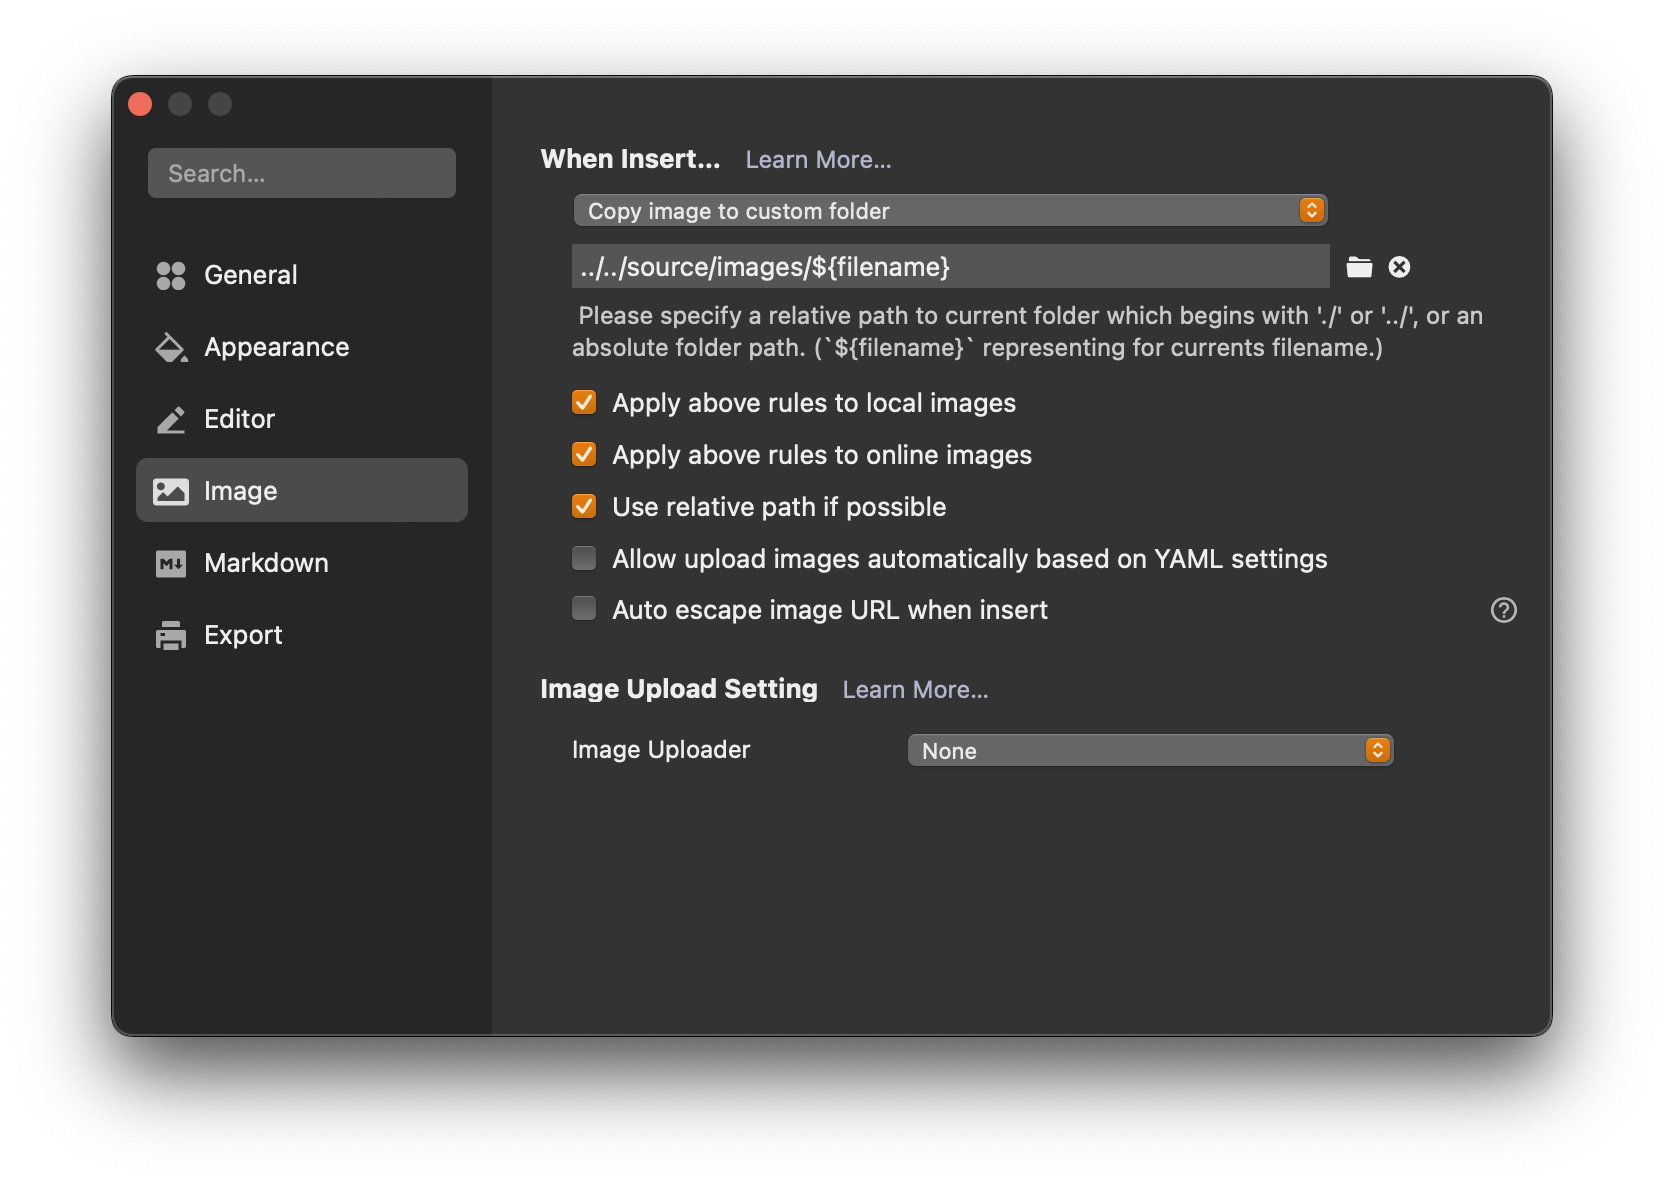 Search...
General
Appearance
Editor
Image
Markdown
Export
When Insert... Learn More...
Copy image to custom folder
../../source/images/${filename}
Please specify a relative path to current folder which begins with './' or '../', or an
absolute folder path. (`${filename}` representing for currents filename.)
Apply above rules to local images
Apply above rules to online images
Use relative path if possible
Allow upload images automatically based on YAML settings
Auto escape image URL when insert
Image Upload Setting Learn More...
Image Uploader None